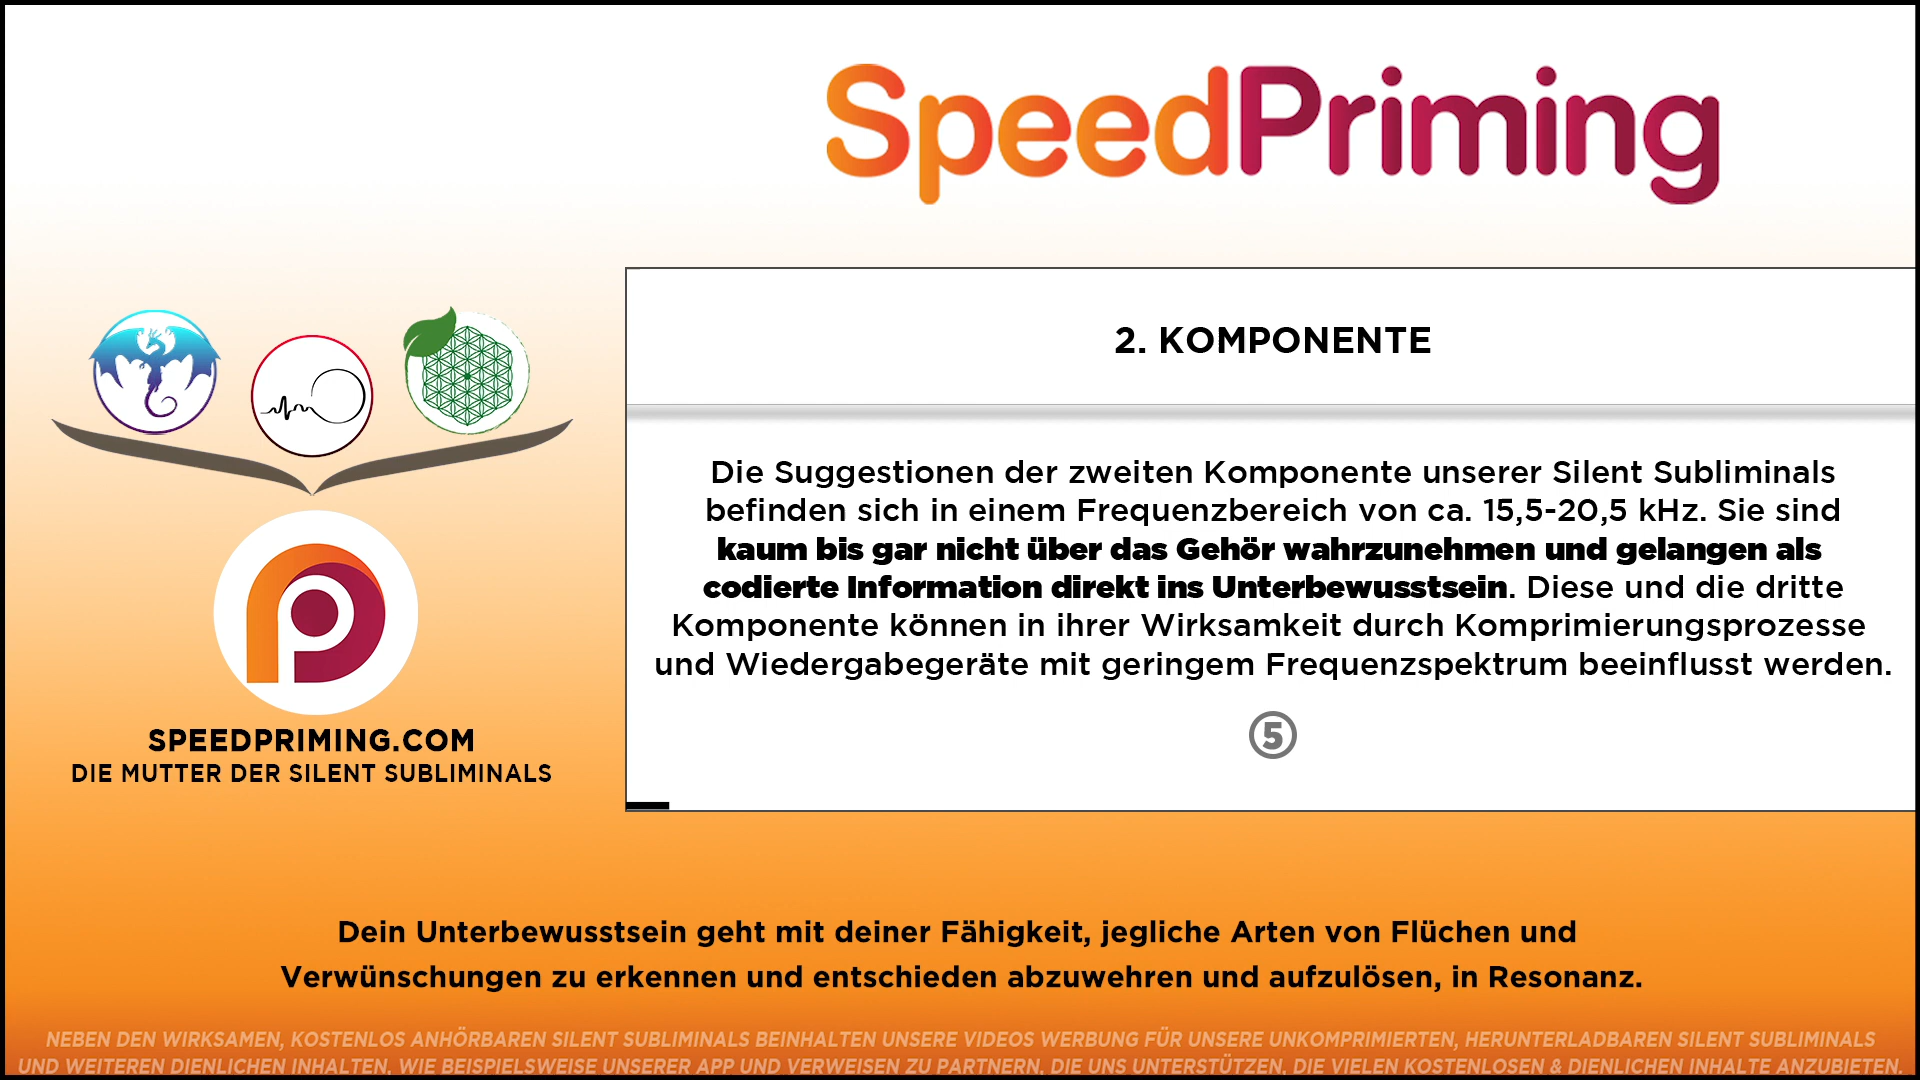 SpeedPriming
2. KOMPONENTE
Die Suggestionen der zweiten Komponente unserer Silent Subliminals
befinden sich in einem Frequenzbereich von ca. 15,5-20,5 kHz. Sie sind
kaum bis gar nicht über das Gehör wahrzunehmen und gelangen als
codierte Information direkt ins Unterbewusstsein. Diese und die dritte
Komponente können in ihrer Wirksamkeit durch Komprimierungsprozesse
und Wiedergabegeräte mit geringem Frequenzspektrum beeinflusst werden.
5
SPEEDPRIMING.COM
DIE MUTTER DER SILENT SUBLIMINALS
Dein Unterbewusstsein geht mit deiner Fähigkeit, jegliche Arten von Flüchen und
Verwünschungen zu erkennen und entschieden abzuwehren und aufzulösen, in Resonanz.
NEBEN DEN WIRKSAMEN, KOSTENLOS ANHÖRBAREN SILENT SUBLIMINALS BEINHALTEN UNSERE VIDEOS WERBUNG FÜR UNSERE UNKOMPRIMIERTEN, HERUNTERLADBAREN SILENT SUBLIMINALS
UND WEITEREN DIENLICHEN INHALTEN, WIE BEISPIELSWEISE UNSERER APP UND VERWEISEN ZU PARTNERN, DIE UNS UNTERSTÜTZEN, DIE VIELEN KOSTENLOSEN & DIENLICHEN INHALTE ANZUBIETEN.